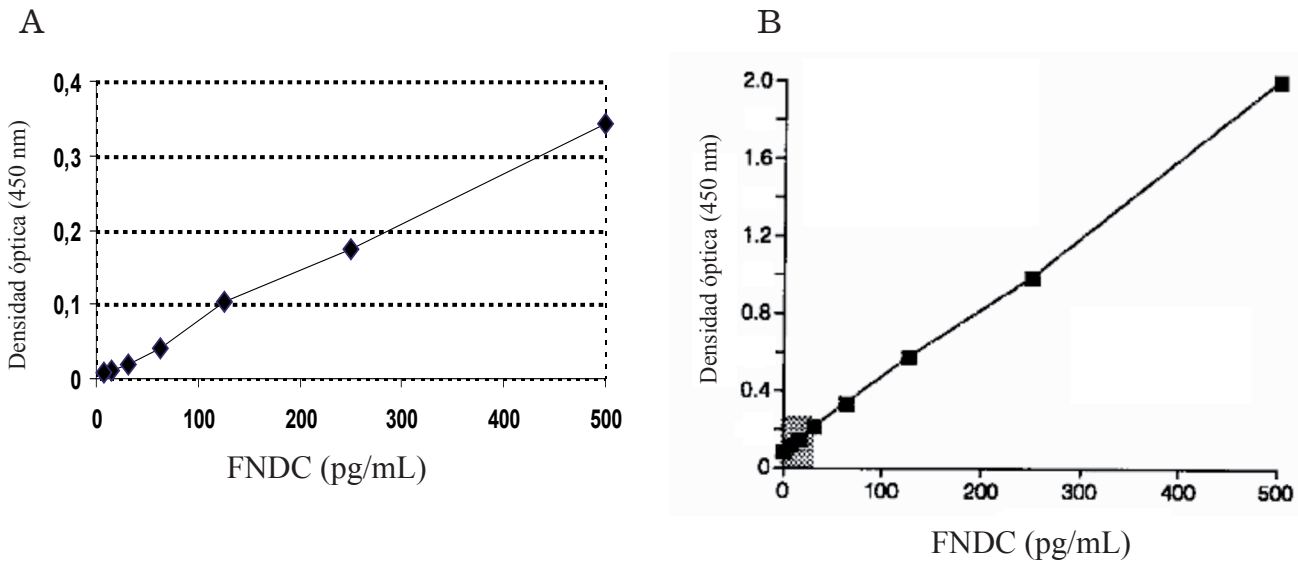 A
Densidad óptica (450 nm)
0,4
0,3
0,2
0,1
0
0 100 200 300 400 500
FNDC (pg/mL)
B
Densidad óptica (450 nm)
2.0
1.6
1.2
0.8
0.4
0
0 100 200 300 400 500
FNDC (pg/mL)